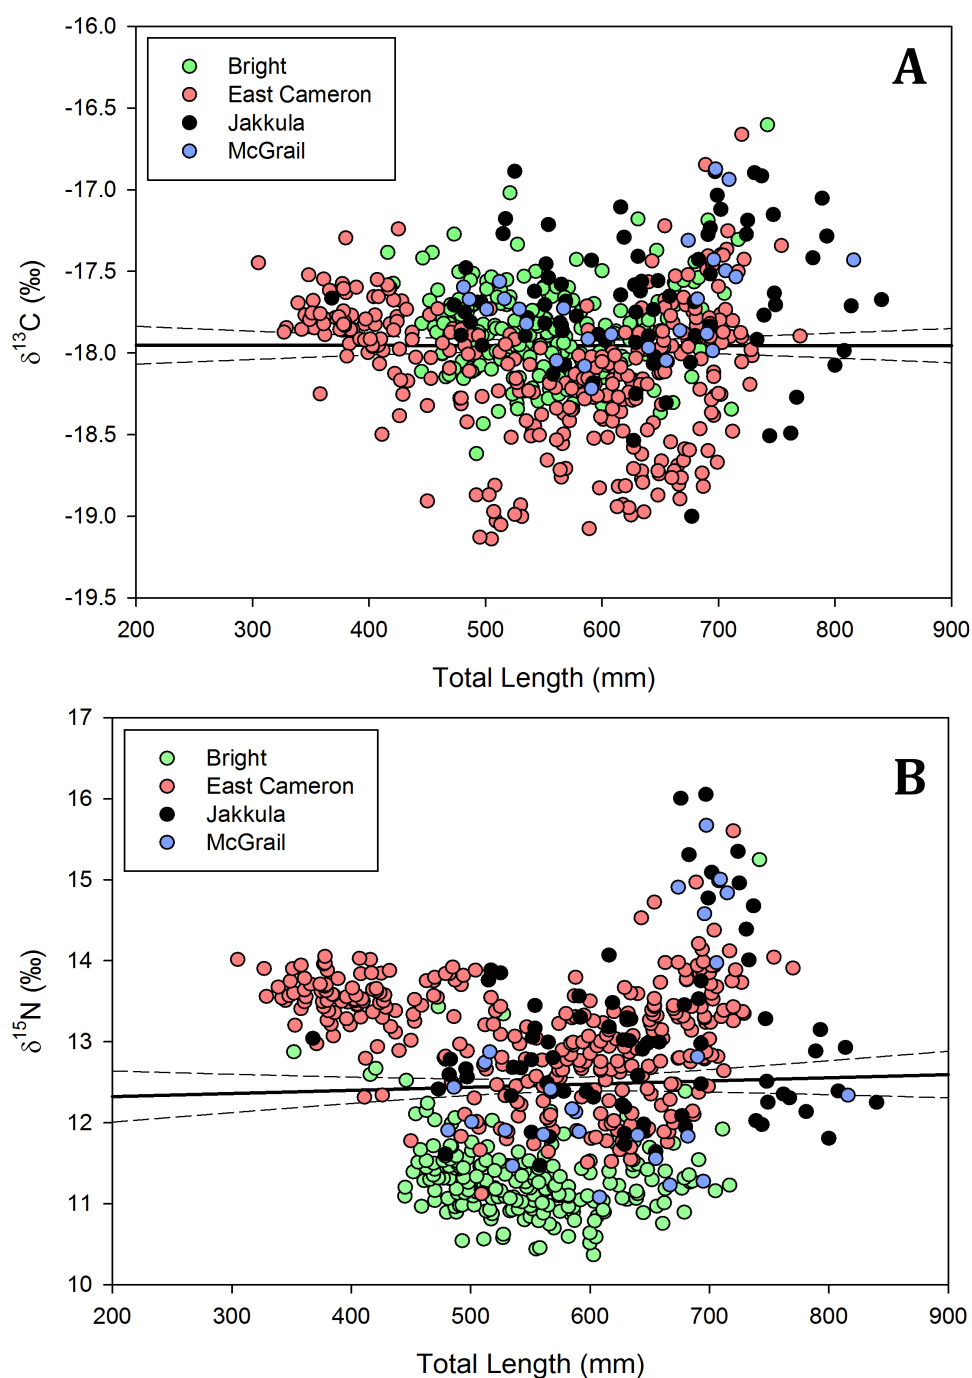 -16.0
-16.5
-17.0
-17.5
-18.0
-18.5
-19.0
-19.5
δ13C (‰)
Bright
East Cameron
Jakkula
McGrail
A
200 300 400 500 600 700 800 900
Total Length (mm)
17
16
15
14
13
12
11
10
δ15N (‰)
Bright
East Cameron
Jakkula
McGrail
B
200 300 400 500 600 700 800 900
Total Length (mm)